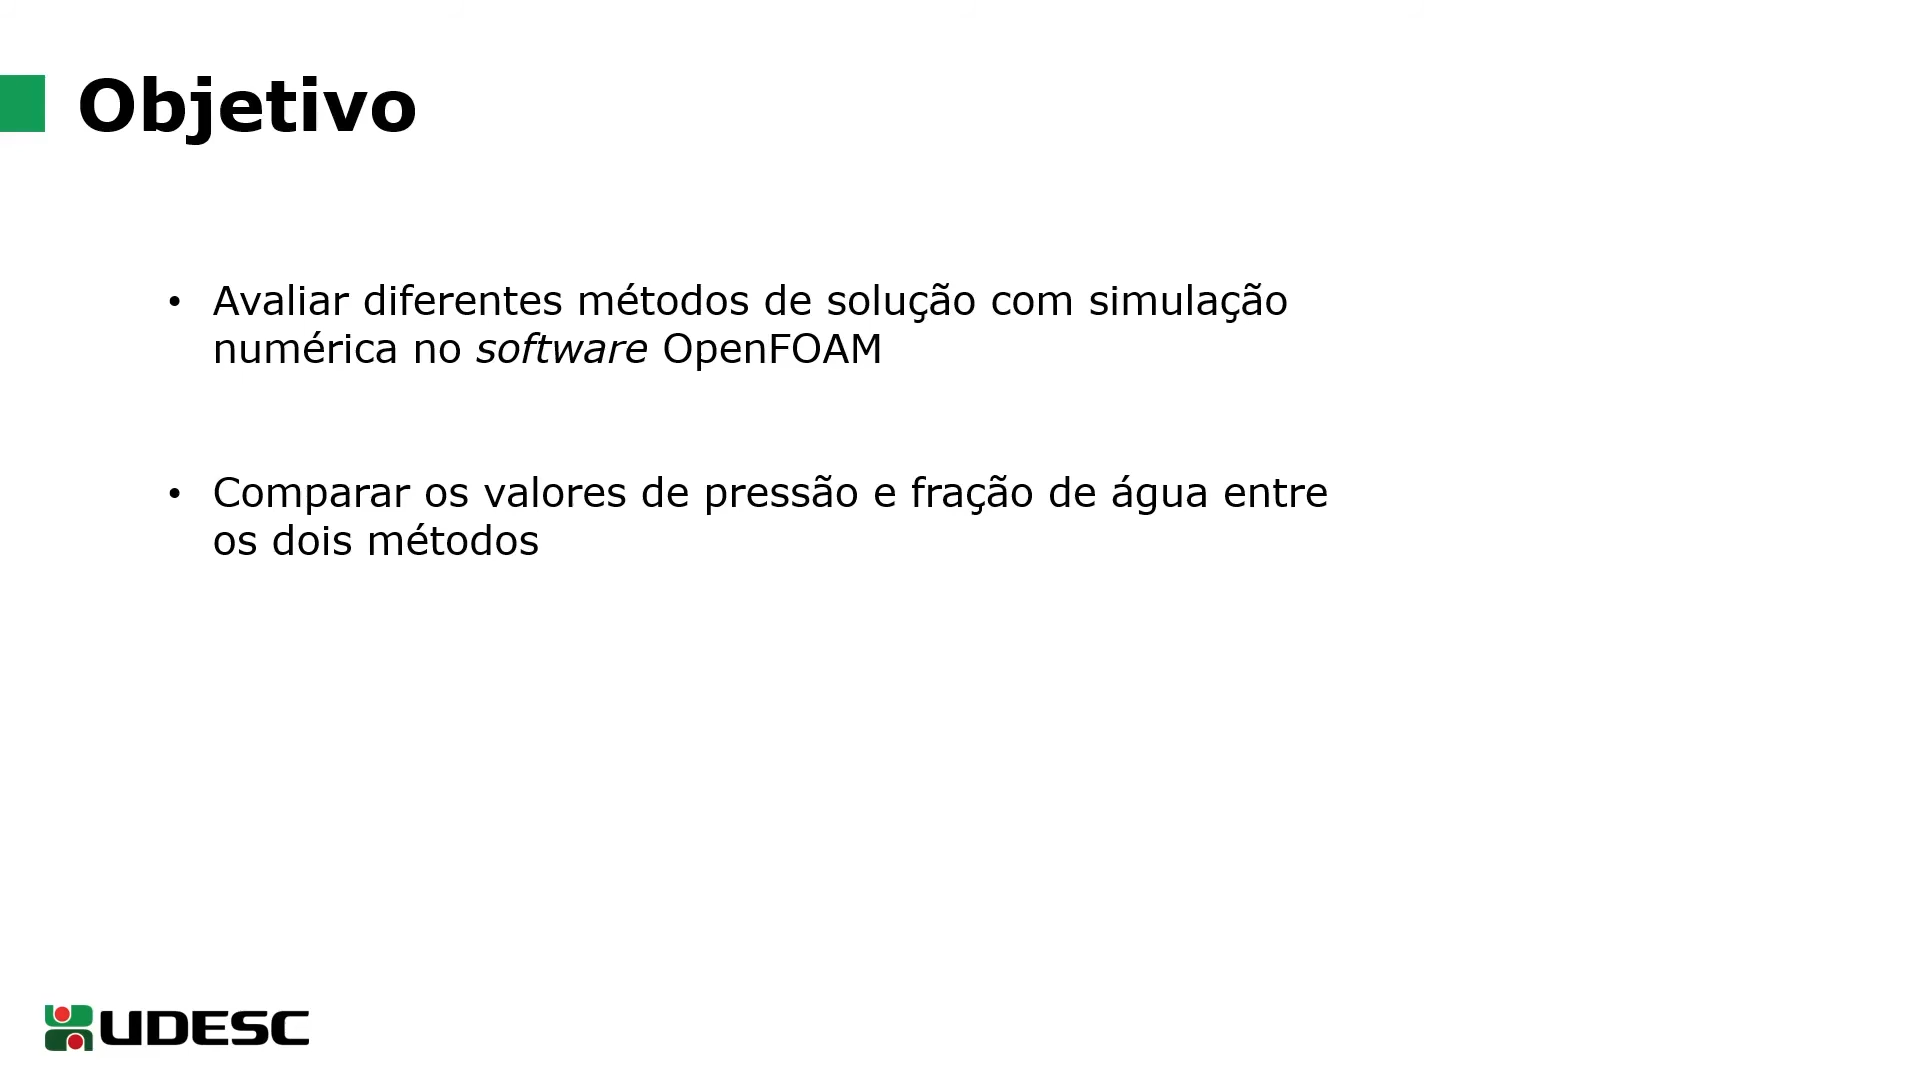 Objetivo
• Avaliar diferentes métodos de solução com simulação
numérica no software OpenFOAM
• Comparar os valores de pressão e fração de água entre
os dois métodos
UDESC